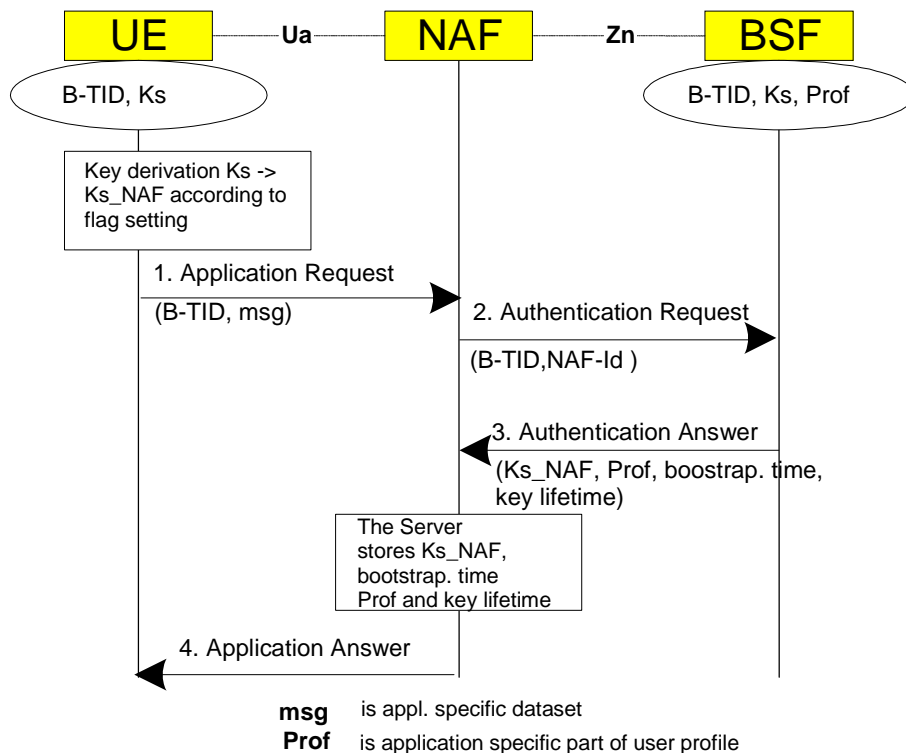 UE Ua NAF Zn BSF
B-TID, Ks
B-TID, Ks, Prof
Key derivation Ks ->
Ks_NAF according to
flag setting
1. Application Request
(B-TID, msg)
2. Authentication Request
(B-TID,NAF-Id )
3. Authentication Answer
(Ks_NAF, Prof, boostrap. time,
key lifetime)
The Server
stores Ks_NAF,
bootstrap. time
Prof and key lifetime
4. Application Answer
msg is appl. specific dataset
Prof is application specific part of user profile